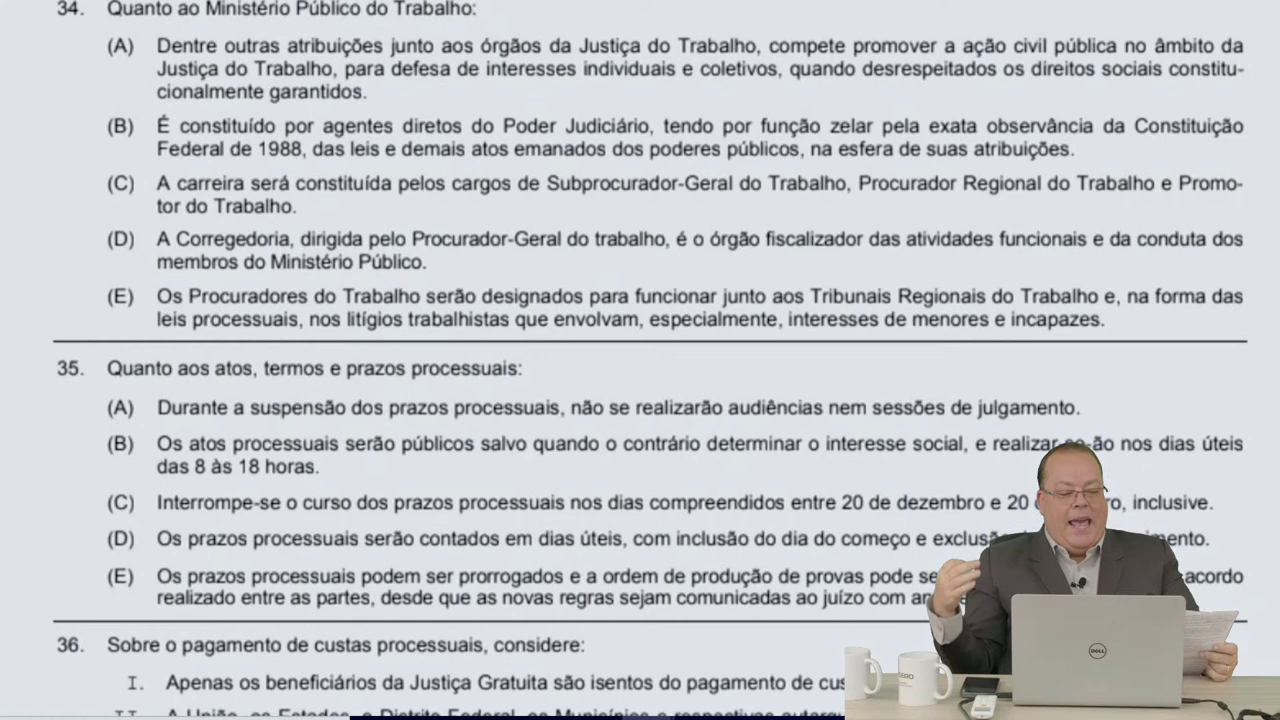 34. Quanto ao Ministério Público do Trabalho:
(A) Dentre outras atribuições junto aos órgãos da Justiça do Trabalho, compete promover a ação civil pública no âmbito da
Justiça do Trabalho, para defesa de interesses individuais e coletivos, quando desrespeitados os direitos sociais constitu-
cionalmente garantidos.
(B) É constituído por agentes diretos do Poder Judiciário, tendo por função zelar pela exata observância da Constituição
Federal de 1988, das leis e demais atos emanados dos poderes públicos, na esfera de suas atribuições.
(C) A carreira será constituída pelos cargos de Subprocurador-Geral do Trabalho, Procurador Regional do Trabalho e Promo-
tor do Trabalho.
(D) A Corregedoria, dirigida pelo Procurador-Geral do trabalho, é o órgão fiscalizador das atividades funcionais e da conduta dos
membros do Ministério Público.
(E) Os Procuradores do Trabalho serão designados para funcionar junto aos Tribunais Regionais do Trabalho e, na forma das
leis processuais, nos litígios trabalhistas que envolvam, especialmente, interesses de menores e incapazes.
35. Quanto aos atos, termos e prazos processuais:
(A) Durante a suspensão dos prazos processuais, não se realizarão audiências nem sessões de julgamento.
(B) Os atos processuais serão públicos salvo quando o contrário determinar o interesse social, e realizar-se-ão nos dias úteis
das 8 às 18 horas.
(C) Interrompe-se o curso dos prazos processuais nos dias compreendidos entre 20 de dezembro e 20 inclusive.
(D) Os prazos processuais serão contados em dias úteis, com inclusão do dia do começo e
(E) Os prazos processuais podem ser prorrogados e a ordem de produção de provas pode acordo
realizado entre as partes, desde que as novas regras sejam comunicadas ao juízo com
36. Sobre o pagamento de custas processuais, considere:
I. Apenas os beneficiários da Justiça Gratuita são isentos do pagamento de
DELL